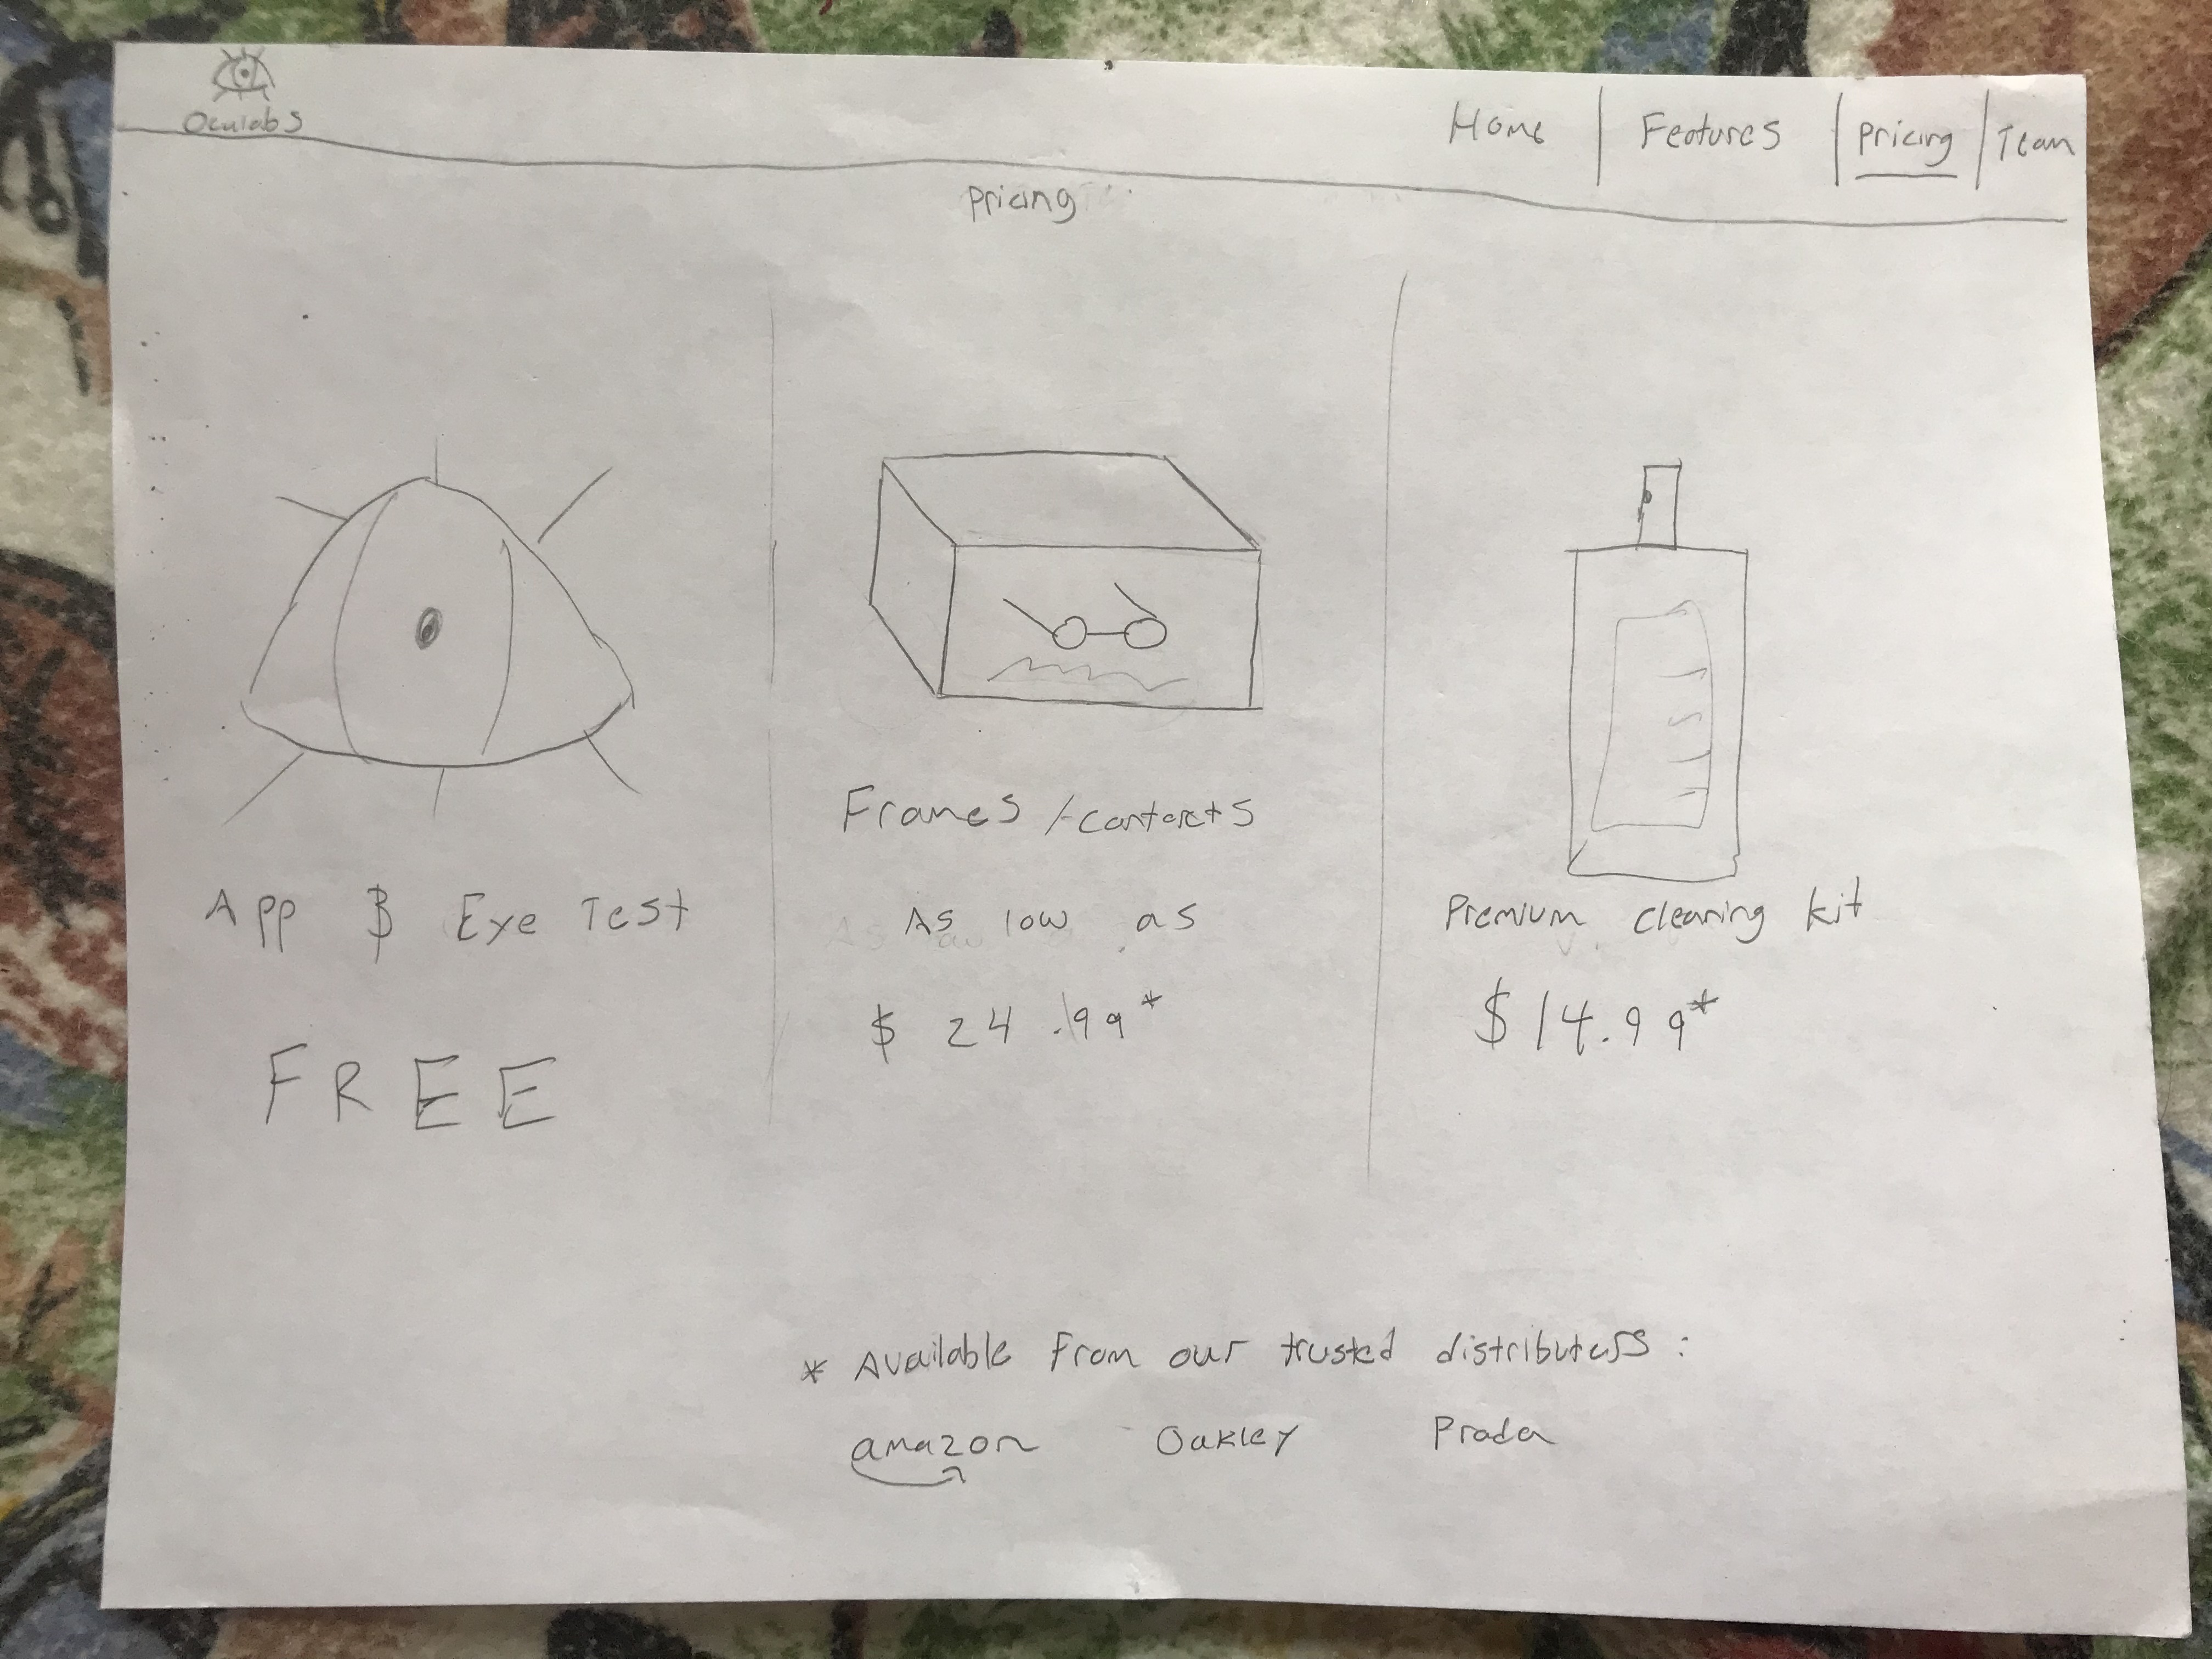 Oculabs
Home | Features | Pricing | Team
Pricing
App & Eye Test
FREE
Frames / Contacts
As low as
$ 24.99*
Premium Cleaning kit
$ 14.99*
* Available from our trusted distributors:
amazon Oakley Prada